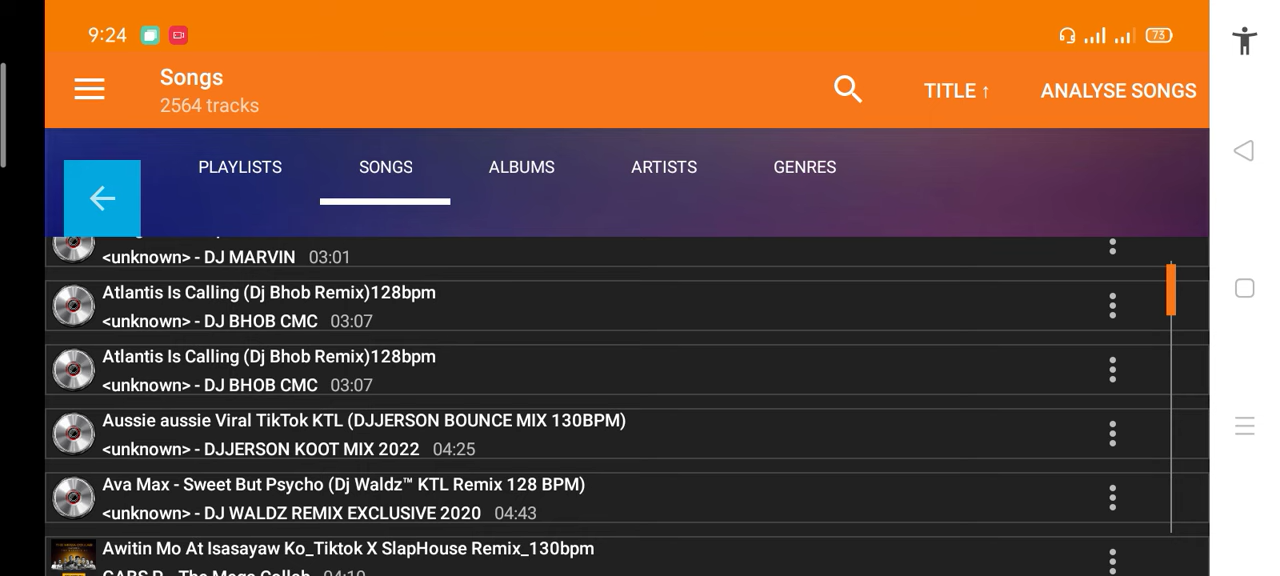 9:24
73
Songs
2564 tracks
TITLE ↑
ANALYSE SONGS
PLAYLISTS
SONGS
ALBUMS
ARTISTS
GENRES
<unknown> - DJ MARVIN 03:01
Atlantis Is Calling (Dj Bhob Remix)128bpm
<unknown> - DJ BHOB CMC 03:07
Atlantis Is Calling (Dj Bhob Remix)128bpm
<unknown> - DJ BHOB CMC 03:07
Aussie aussie Viral TikTok KTL (DJJERSON BOUNCE MIX 130BPM)
<unknown> - DJJERSON KOOT MIX 2022 04:25
Ava Max - Sweet But Psycho (Dj Waldz™ KTL Remix 128 BPM)
<unknown> - DJ WALDZ REMIX EXCLUSIVE 2020 04:43
Awitin Mo At Isasayaw Ko_Tiktok X SlapHouse Remix_130bpm